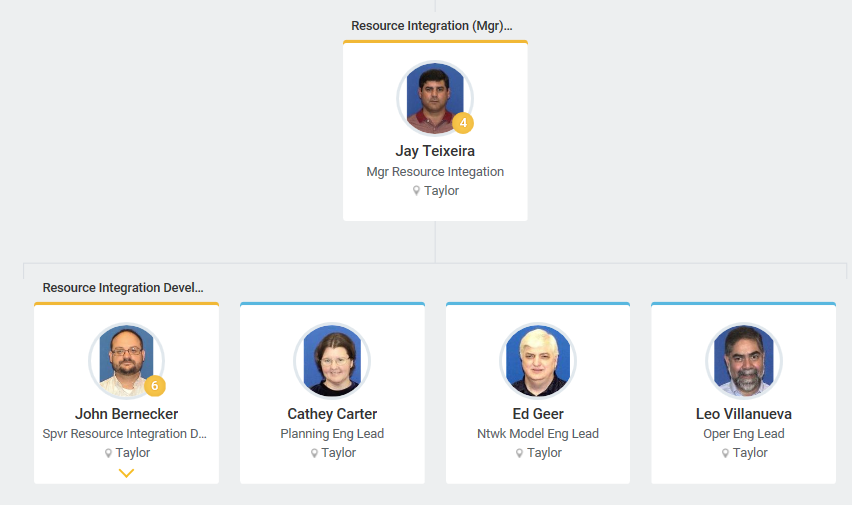 Resource Integration (Mgr)...
4
Jay Teixeira
Mgr Resource Integation
Taylor
Resource Integration Devel...
6
John Bernecker
Spvr Resource Integration D...
Taylor
Cathey Carter
Planning Eng Lead
Taylor
Ed Geer
Ntwk Model Eng Lead
Taylor
Leo Villanueva
Oper Eng Lead
Taylor